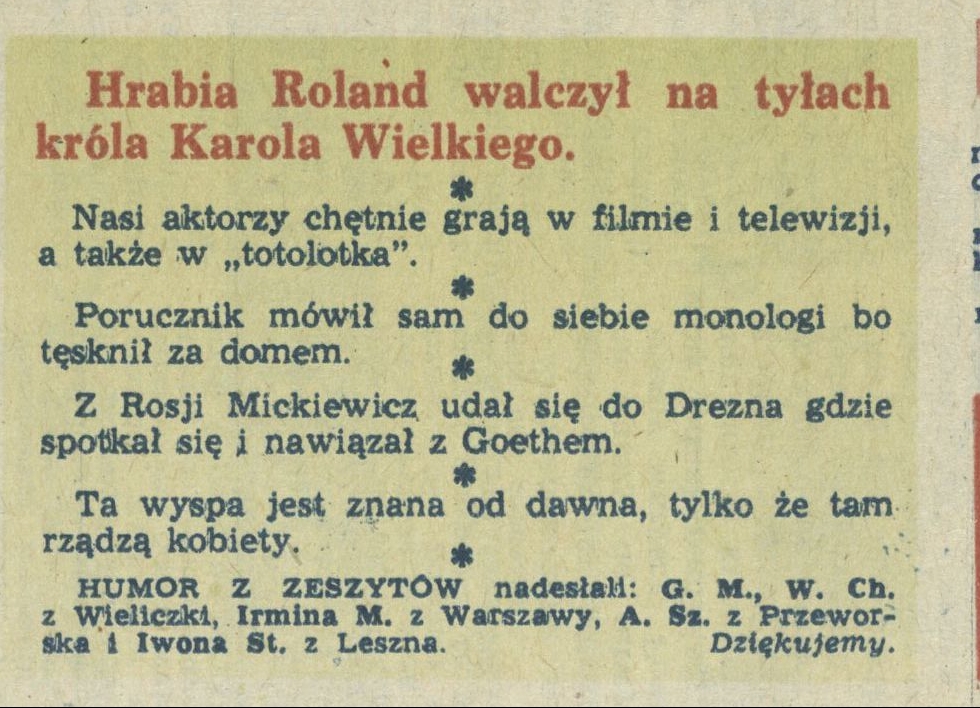 Hrabia Roland walczył na tyłach
króla Karola Wielkiego.
*
Nasi aktorzy chętnie grają w filmie i telewizji,
a także w „totolotka”.
*
Porucznik mówił sam do siebie monologi bo
tęsknił za domem.
*
Z Rosji Mickiewicz udał się do Drezna gdzie
spotkał się i nawiązał z Goethem.
*
Ta wyspa jest znana od dawna, tylko że tam
rządzą kobiety.
*
HUMOR Z ZESZYTÓW nadesłali: G. M., W. Ch.
z Wieliczki, Irmina M. z Warszawy, A. Sz. z Przewor-
ska i Iwona St. z Leszna. Dziękujemy.